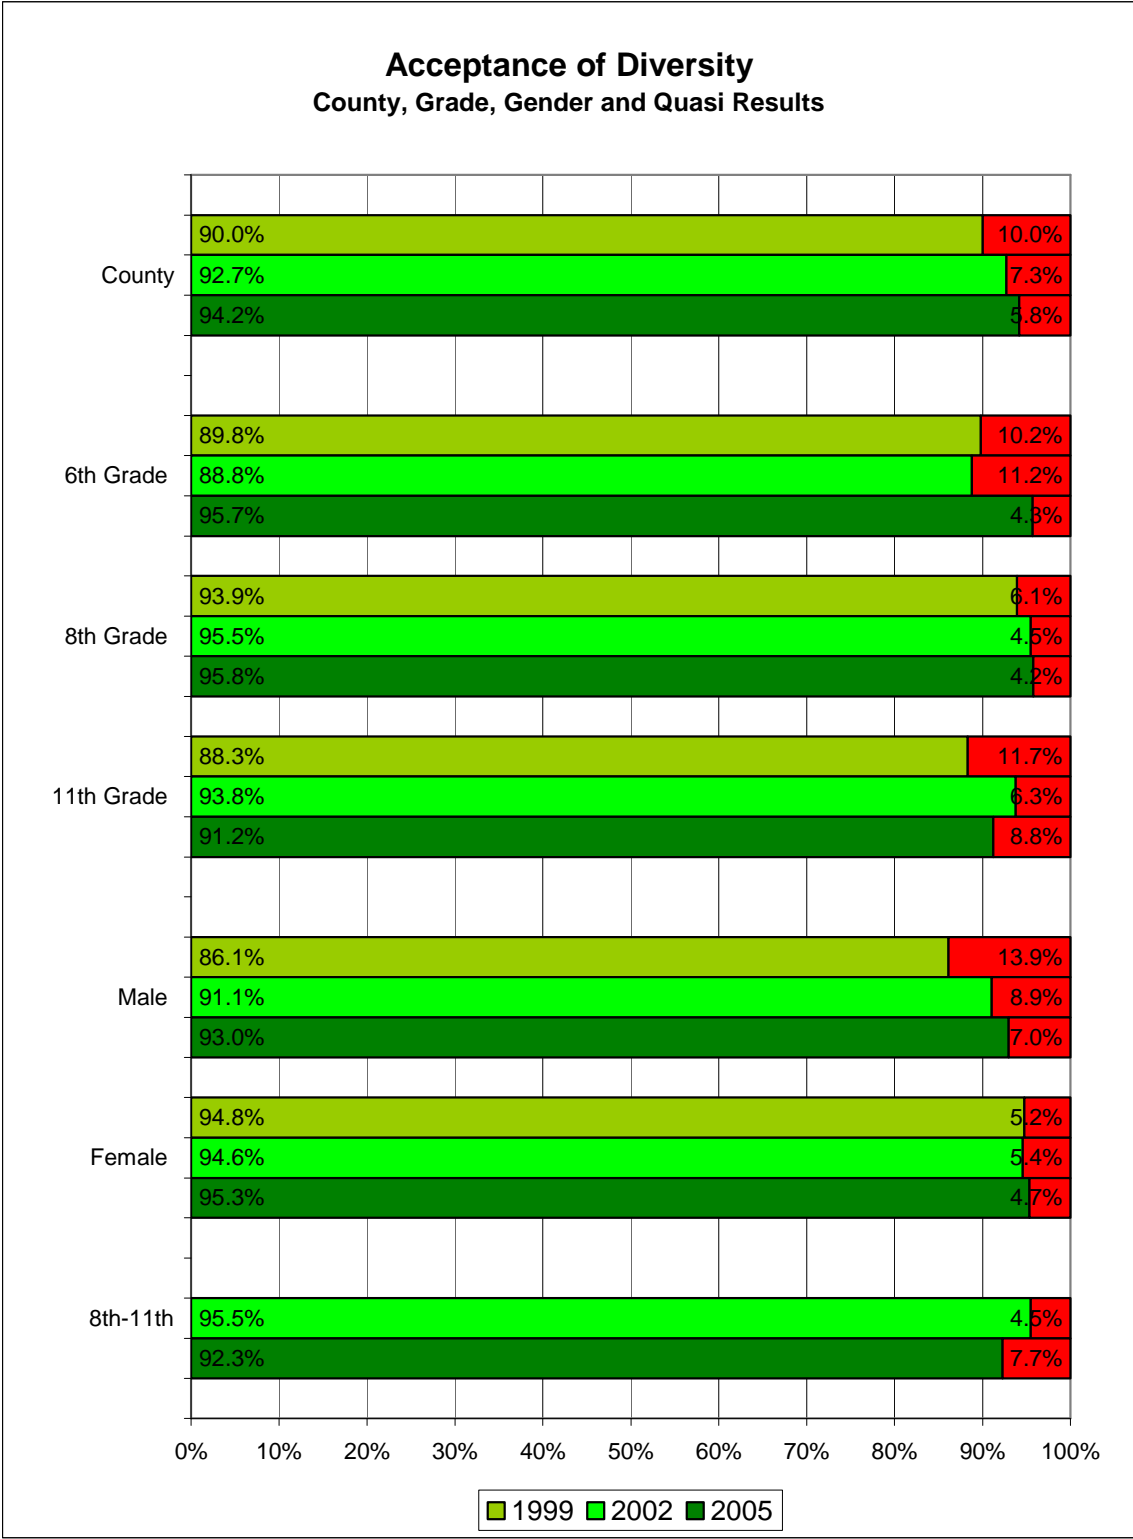 Acceptance of Diversity
County, Grade, Gender and Quasi Results
90.0% 10.0%
County 92.7% 7.3%
94.2% 5.8%
89.8% 10.2%
6th Grade 88.8% 11.2%
95.7% 4.3%
93.9% 6.1%
8th Grade 95.5% 4.5%
95.8% 4.2%
88.3% 11.7%
11th Grade 93.8% 6.3%
91.2% 8.8%
86.1% 13.9%
Male 91.1% 8.9%
93.0% 7.0%
94.8% 5.2%
Female 94.6% 5.4%
95.3% 4.7%
8th-11th 95.5% 4.5%
92.3% 7.7%
0% 10% 20% 30% 40% 50% 60% 70% 80% 90% 100%
1999 2002 2005